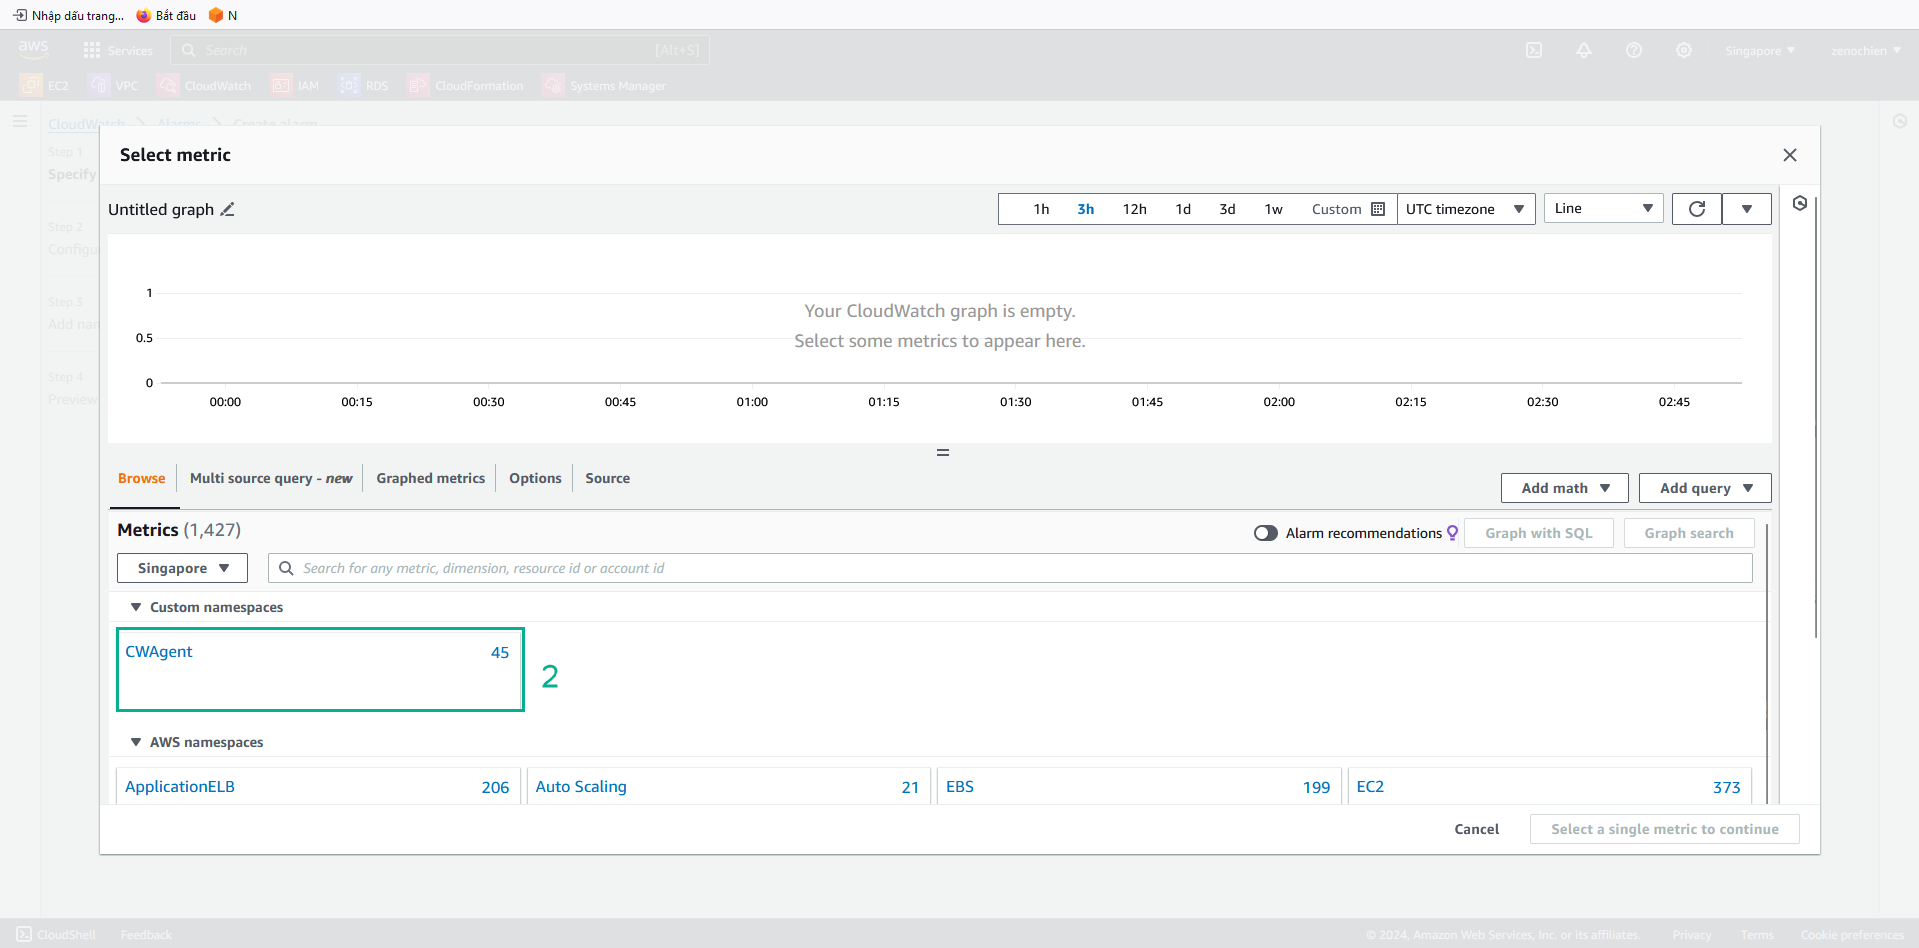 Nhập dấu trang... Bắt đầu N
aws Services Search [Alt+S] Singapore zenochien
EC2 VPC CloudWatch IAM RDS CloudFormation Systems Manager
CloudWatch Alarms Create alarm
Step 1
Specify
Step 2
Configu
Step 3
Add nam
Step 4
Preview
Select metric
Untitled graph
1h 3h 12h 1d 3d 1w Custom UTC timezone Line
1
0.5
0
Your CloudWatch graph is empty.
Select some metrics to appear here.
00:00 00:15 00:30 00:45 01:00 01:15 01:30 01:45 02:00 02:15 02:30 02:45
Browse Multi source query - new Graphed metrics Options Source
Add math Add query
Metrics (1,427)
Alarm recommendations Graph with SQL Graph search
Singapore Search for any metric, dimension, resource id or account id
Custom namespaces
CWAgent 45
2
AWS namespaces
ApplicationELB 206 Auto Scaling 21 EBS 199 EC2 373
Cancel Select a single metric to continue
CloudShell Feedback © 2024, Amazon Web Services, Inc. or its affiliates. Privacy Terms Cookie preferences